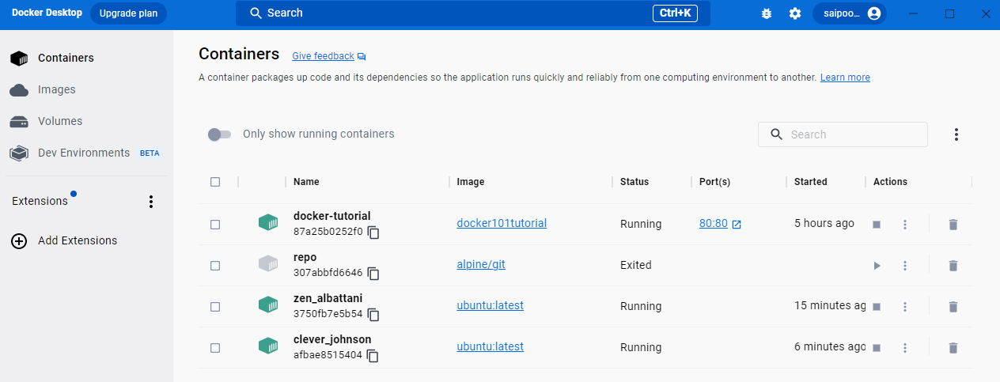 Docker Desktop Upgrade plan Search Ctrl+K saipoo...
Containers
Images
Volumes
Dev Environments BETA
Extensions
Add Extensions
Containers Give feedback
A container packages up code and its dependencies so the application runs quickly and reliably from one computing environment to another. Learn more
Only show running containers Search
Name Image Status Port(s) Started Actions
docker-tutorial docker101tutorial Running 80:80 5 hours ago
87a25b0252f0
repo alpine/git Exited
307abbfd6646
zen_albattani ubuntu:latest Running 15 minutes ag
3750fb7e5b54
clever_johnson ubuntu:latest Running 6 minutes ago
afbae8515404